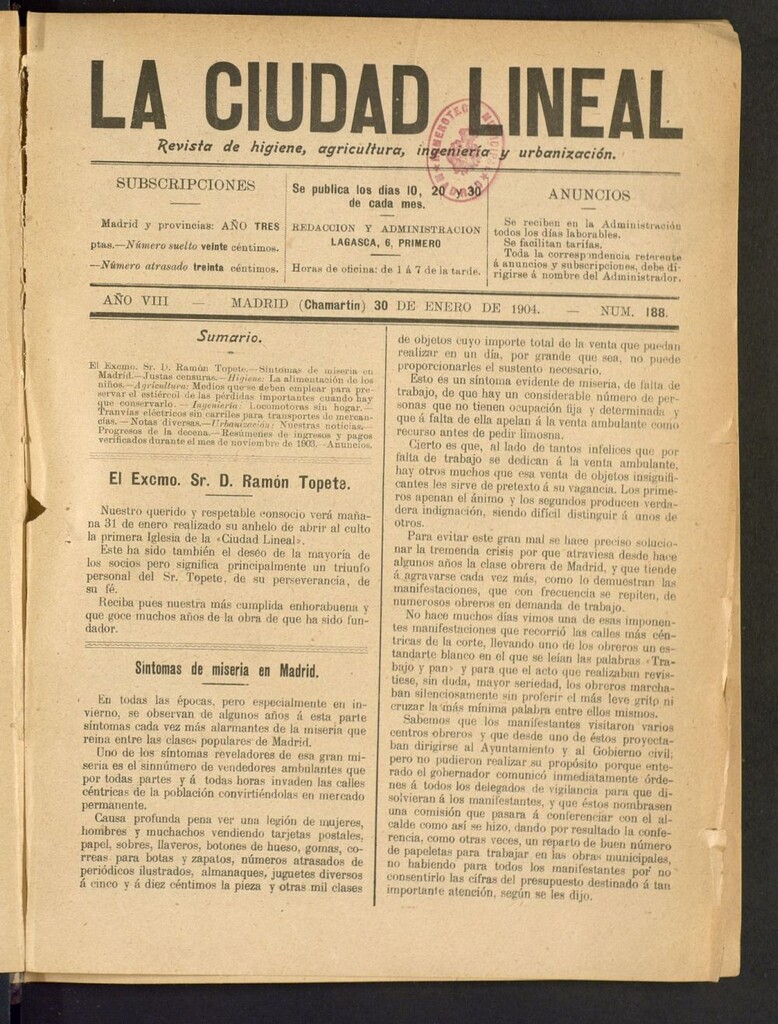 LA CIUDAD LINEAL
Revista de higiene, agricultura, ingeniería y urbanización.
SUBSCRIPCIONES
Madrid y provincias: AÑO TRES
ptas.—Número suelto veinte céntimos.
—Número atrasado treinta céntimos.
Se publica los dias 10, 20 y 30
de cada mes.
REDACCION Y ADMINISTRACION
LAGASCA, 6, PRIMERO
Horas de oficina: de 1 á 7 de la tarde.
ANUNCIOS
Se reciben en la Administración
todos los días laborables.
Se facilitan tarifas.
Toda la correspondencia referente
á anuncios y subscripciones, debe di-
rigirse á nombre del Administrador.
AÑO VIII — MADRID (Chamartin) 30 DE ENERO DE 1904. — NUM. 188.
Sumario.
El Excmo. Sr. D. Ramón Topete.—Síntomas de miseria en
Madrid.—Justas censuras.—Higiene: La alimentación de los
niños.—Agricultura: Medios que se deben emplear para pre-
servar el estiércol de las pérdidas importantes cuando hay
que conservarlo.—Ingeniería: Locomotoras sin hogar.—
Tranvías eléctricos sin carriles para transportes de mercan-
cías.—Notas diversas.—Urbanización: Nuestras noticias.—
Progresos de la decena.—Resúmenes de ingresos y pagos
verificados durante el mes de noviembre de 1903.—Anuncios.
El Excmo. Sr. D. Ramón Topete.
Nuestro querido y respetable consocio verá maña-
na 31 de enero realizado su anhelo de abrir al culto
la primera Iglesia de la «Ciudad Lineal».
Este ha sido también el deseo de la mayoría de
los socios pero significa principalmente un triunfo
personal del Sr. Topete, de su perseverancia, de
su fé.
Reciba pues nuestra más cumplida enhorabuena y
que goce muchos años de la obra de que ha sido fun-
dador.
Sintomas de miseria en Madrid.
En todas las épocas, pero especialmente en in-
vierno, se observan de algunos años á esta parte
síntomas cada vez más alarmantes de la miseria que
reina entre las clases populares de Madrid.
Uno de los síntomas reveladores de esa gran mi-
seria es el sinnúmero de vendedores ambulantes que
por todas partes y á todas horas invaden las calles
céntricas de la población convirtiéndolas en mercado
permanente.
Causa profunda pena ver una legión de mujeres,
hombres y muchachos vendiendo tarjetas postales,
papel, sobres, llaveros, botones de hueso, gomas, co-
rreas para botas y zapatos, números atrasados de
periódicos ilustrados, almanaques, juguetes diversos
á cinco y á diez céntimos la pieza y otras mil clases
de objetos cuyo importe total de la venta que puedan
realizar en un día, por grande que sea, no puede
proporcionarles el sustento necesario.
Esto es un síntoma evidente de miseria, de falta de
trabajo, de que hay un considerable número de per-
sonas que no tienen ocupación fija y determinada y
que á falta de ella apelan á la venta ambulante como
recurso antes de pedir limosna.
Cierto es que, al lado de tantos infelices que por
falta de trabajo se dedican á la venta ambulante,
hay otros muchos que esa venta de objetos insignifi-
cantes les sirve de pretexto á su vagancia. Los prime-
ros apenan el ánimo y los segundos producen verda-
dera indignación, siendo difícil distinguir á unos de
otros.
Para evitar este gran mal se hace preciso solucio-
nar la tremenda crisis por que atraviesa desde hace
algunos años la clase obrera de Madrid, y que tiende
á agravarse cada vez más, como lo demuestran las
manifestaciones, que con frecuencia se repiten, de
numerosos obreros en demanda de trabajo.
No hace muchos días vimos una de esas imponen-
tes manifestaciones que recorrió las calles más cén-
tricas de la corte, llevando uno de los obreros un es-
tandarte blanco en el que se leían las palabras «Tra-
bajo y pan» y para que el acto que realizaban revis-
tiese, sin duda, mayor seriedad, los obreros marcha-
ban silenciosamente sin proferir el más leve grito ni
cruzar la más mínima palabra entre ellos mismos.
Sabemos que los manifestantes visitaron varios
centros obreros y que desde uno de éstos proyecta-
ban dirigirse al Ayuntamiento y al Gobierno civil;
pero no pudieron realizar su propósito porque ente-
rado el gobernador comunicó inmediatamente órde-
nes á todos los delegados de vigilancia para que di-
solvieran á los manifestantes, y que éstos nombrasen
una comisión que pasará á conferenciar con el al-
calde como así se hizo, dando por resultado la confe-
rencia, como otras veces, un reparto de buen número
de papeletas para trabajar en las obras municipales,
no habiendo para todos los manifestantes por no
consentirlo las cifras del presupuesto destinado á tan
importante atención, según se les dijo.